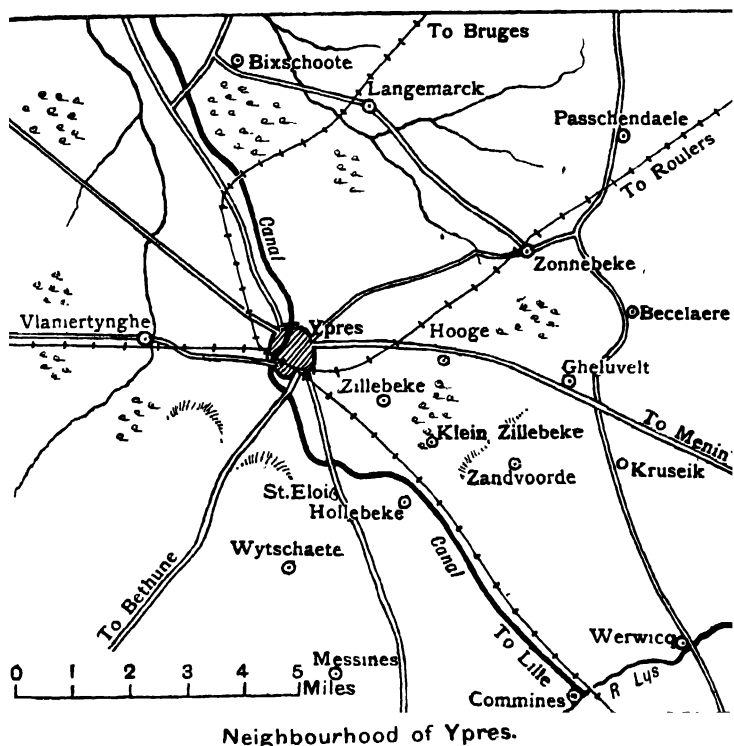 To Bruges
Bixschoote
Langemarck
Passchendaele
To Roulers
Canal
Zonnebeke
Becelaere
Vlamertynghe
Ypres
Hooge
Gheluvelt
Zillebeke
To Menin
Klein Zillebeke
Zandvoorde
Kruseik
St. Eloi
Hollebeke
Canal
Wytschaete
To Bethune
To Lille
Werwicq
R Lys
Messines
Commines
0 1 2 3 4 5
Miles
Neighbourhood of Ypres.